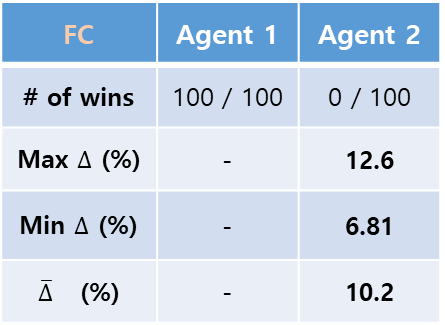 FC Agent 1 Agent 2
# of wins 100 / 100 0 / 100
Max Δ (%) - 12.6
Min Δ (%) - 6.81
Δ̅ (%) - 10.2